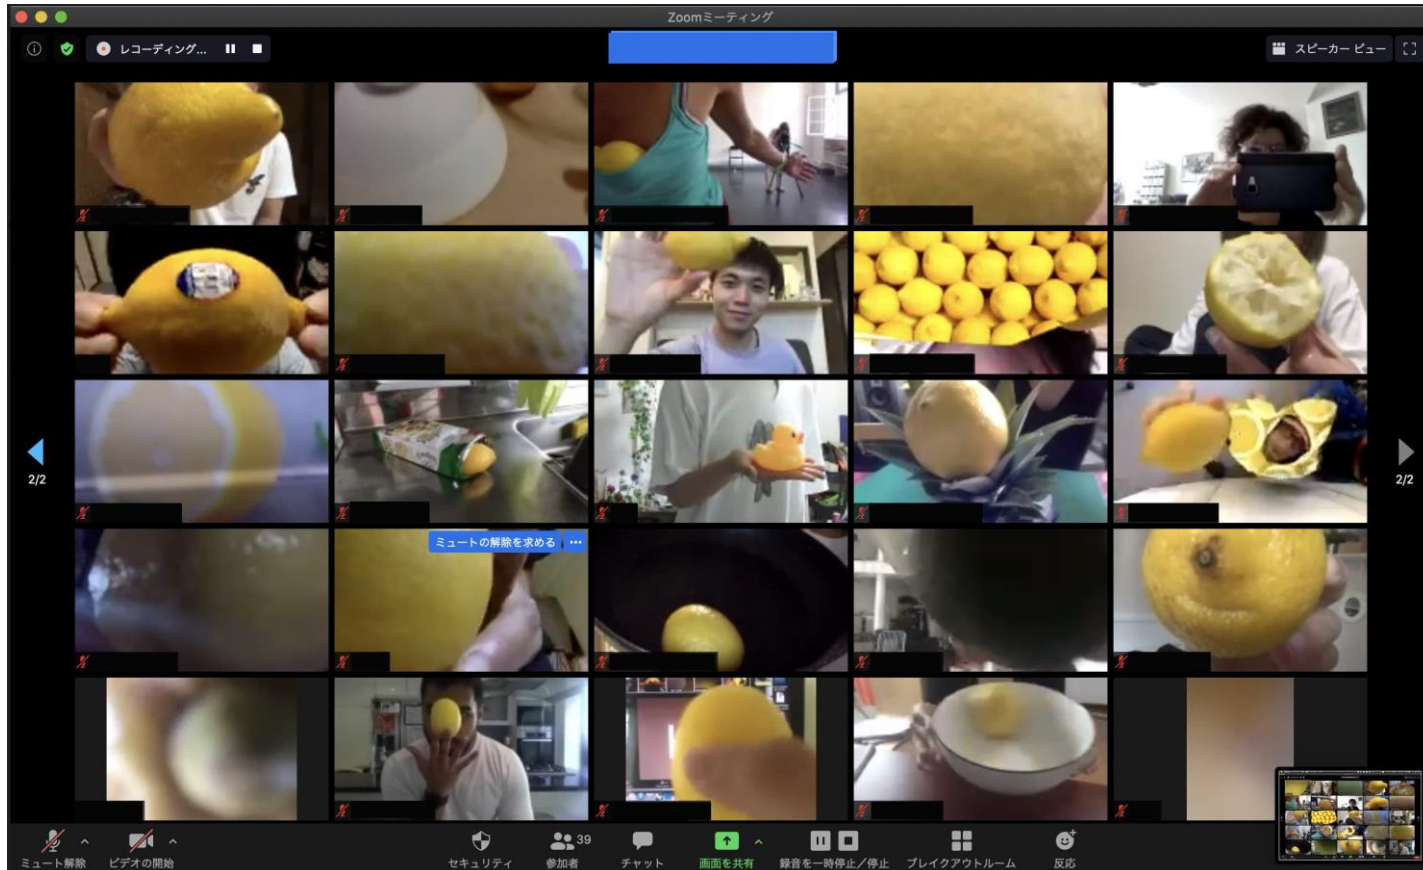 Zoomミーティング
レコーディング...
スピーカー ビュー
2/2
2/2
ミュートの解除を求める ...
ミュート解除
ビデオの開始
セキュリティ
39
参加者
チャット
画面を共有
録音を一時停止/停止
ブレイクアウトルーム
反応